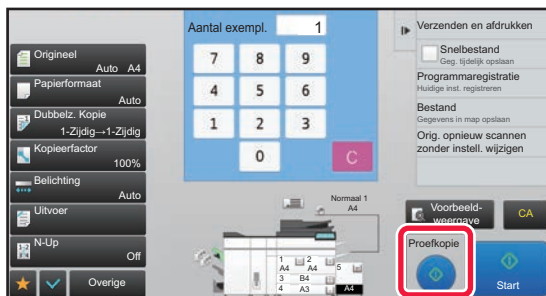 Origineel
Auto A4
Papierformaat
Auto
Dubbelz. Kopie
1-Zijdig→1-Zijdig
Kopieerfactor
100%
Belichting
Auto
Uitvoer
N-Up
Off
Overige
Aantal exempl. 1
7 8 9
4 5 6
1 2 3
0 C
Normaal 1
A4
1 A4
2 A4
3 B4
4 A3
5 A4
Verzenden en afdrukken
Snelbestand
Geg. tijdelijk opslaan
Programmaregistratie
Huidige inst. registreren
Bestand
Gegevens in map opslaan
Orig. opnieuw scannen
zonder instell. wijzigen
Voorbeeld-
weergave
CA
Proefkopie
Start